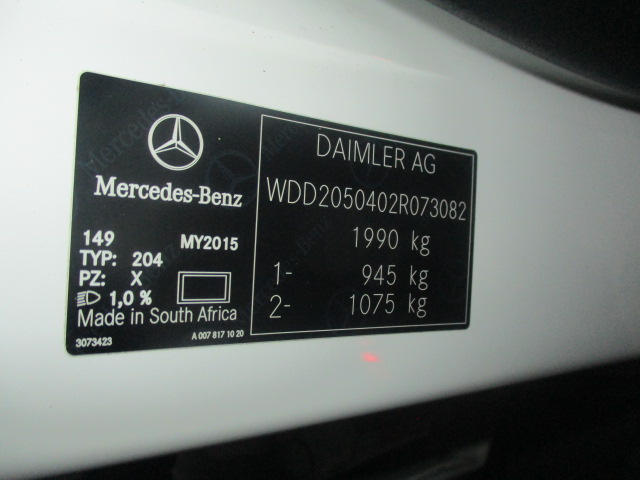 Mercedes-Benz
149 MY2015
TYP: 204
PZ: X
1,0 %
Made in South Africa
3073423 A 007 817 10 20
DAIMLER AG
WDD2050402R073082
1990 kg
1- 945 kg
2- 1075 kg